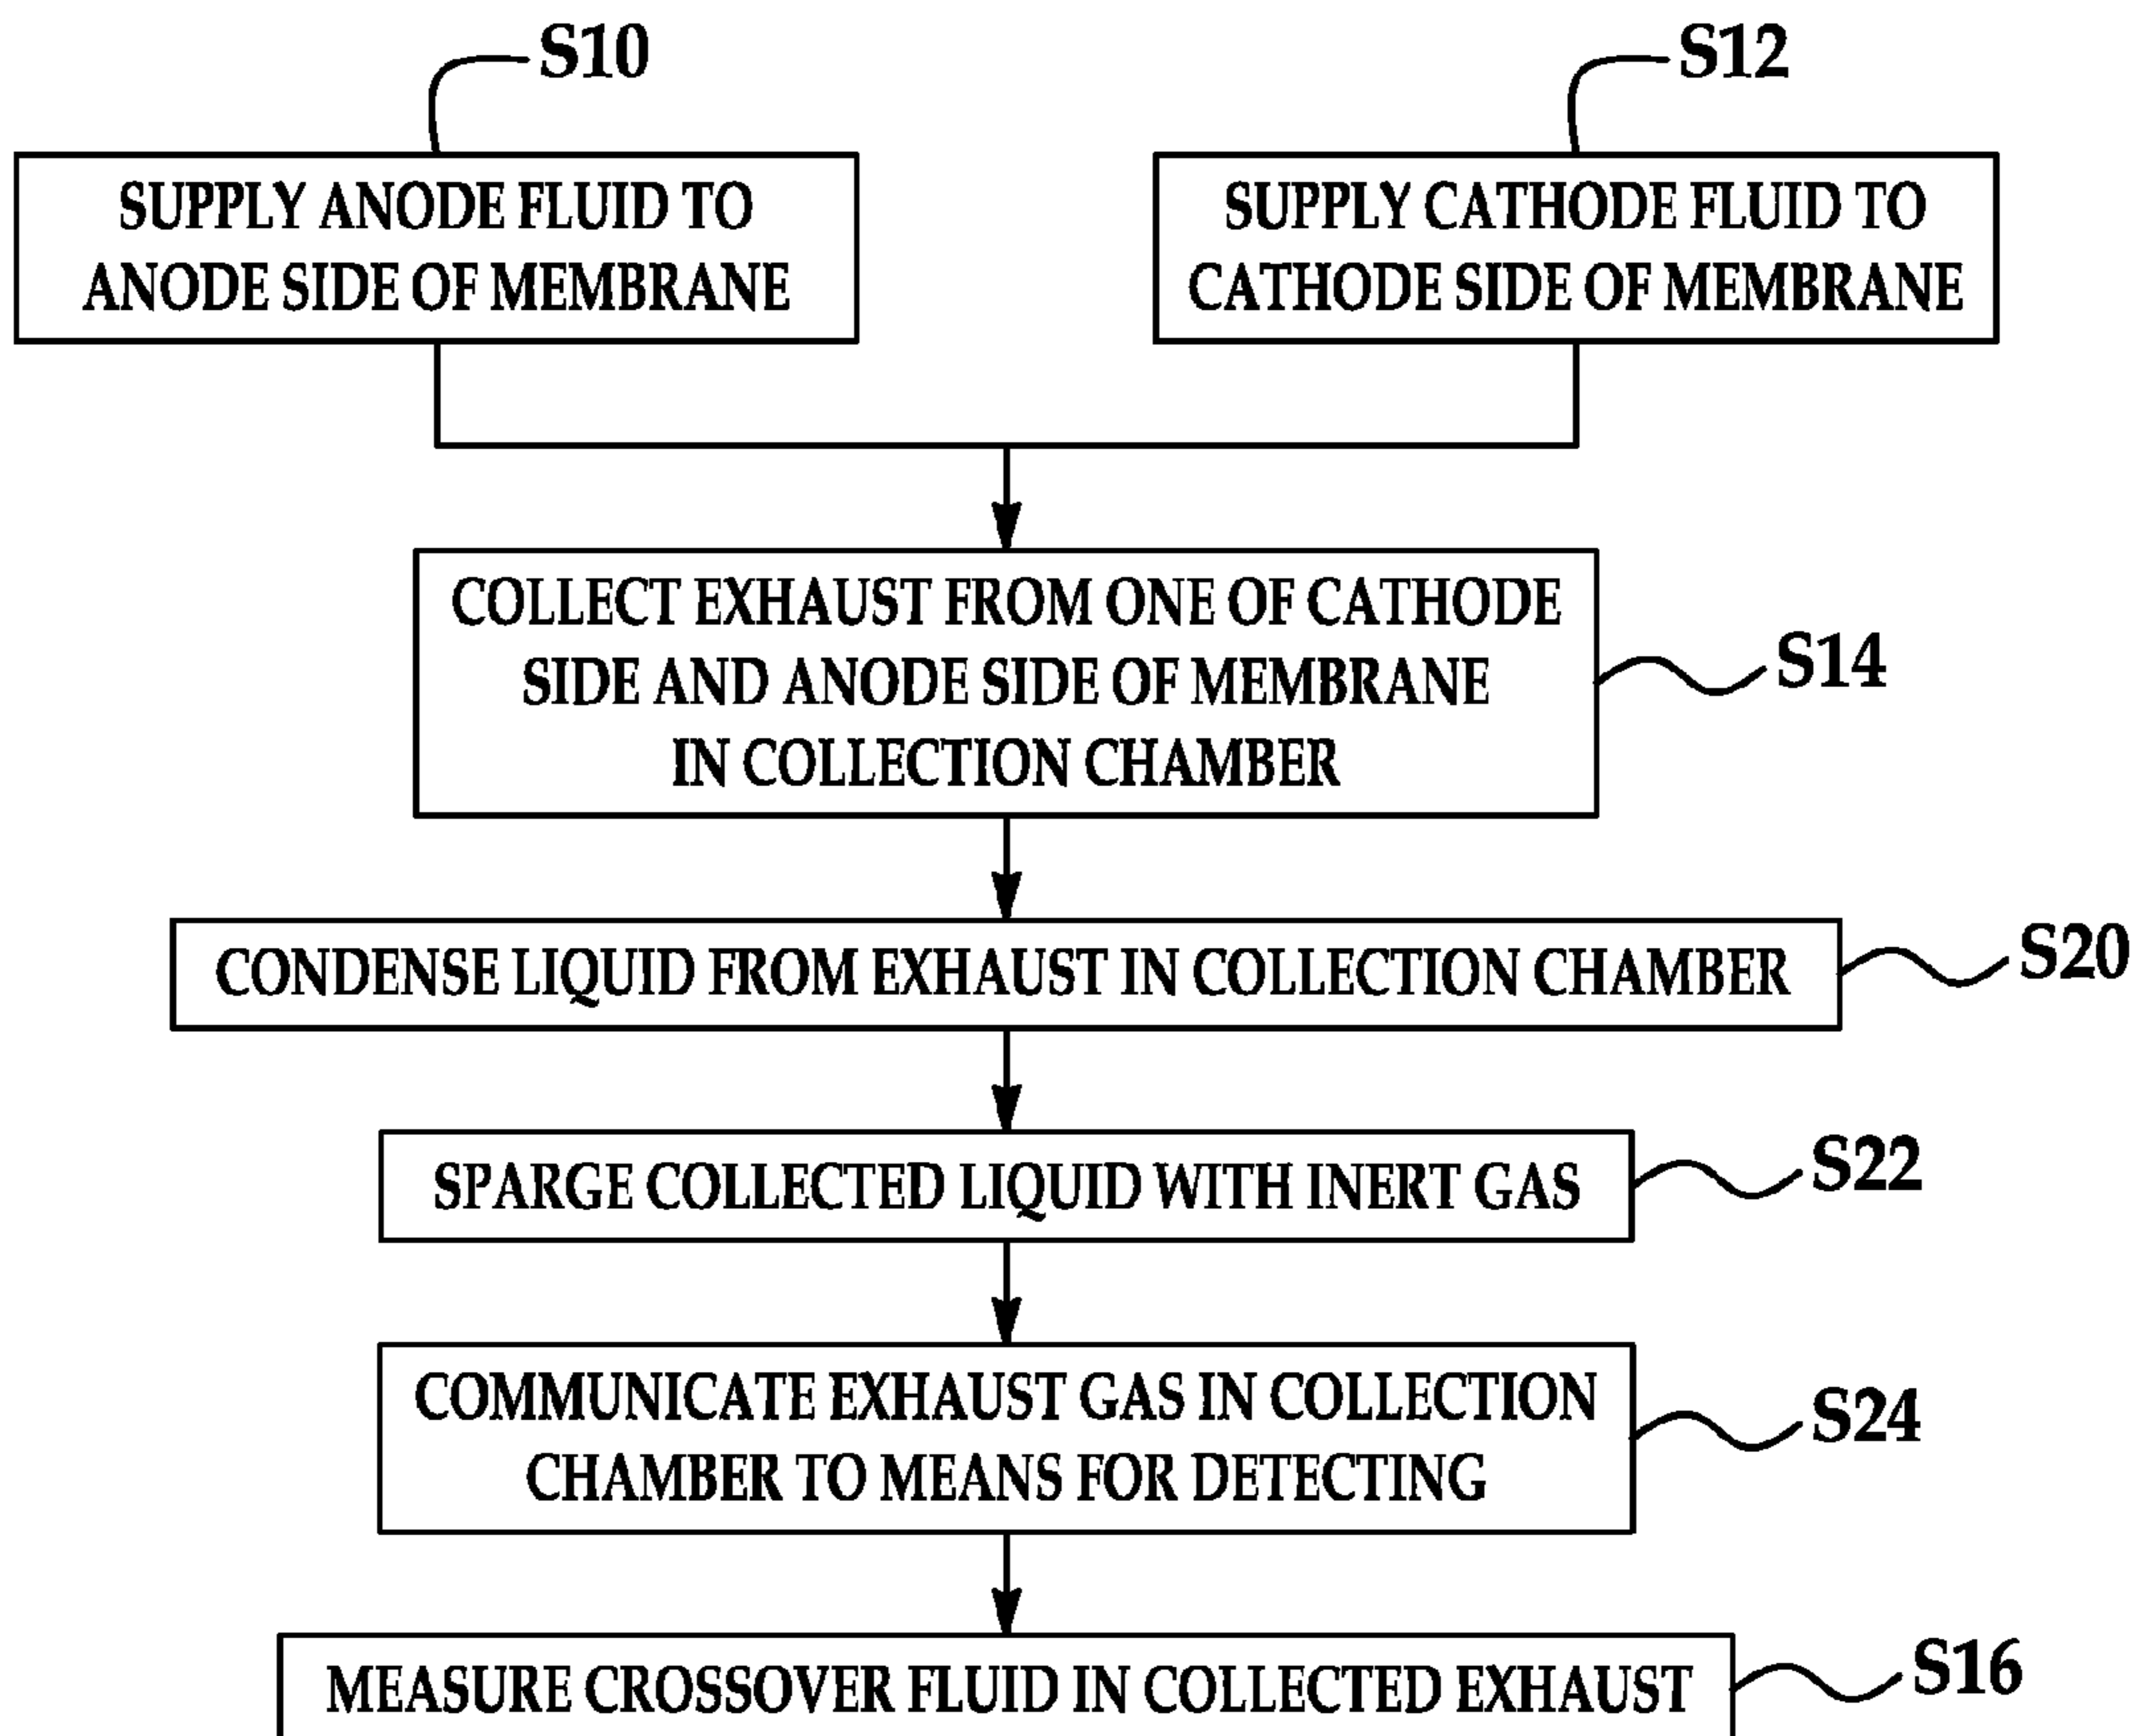 S10
S12
SUPPLY ANODE FLUID TO
ANODE SIDE OF MEMBRANE
SUPPLY CATHODE FLUID TO
CATHODE SIDE OF MEMBRANE
COLLECT EXHAUST FROM ONE OF CATHODE
SIDE AND ANODE SIDE OF MEMBRANE
IN COLLECTION CHAMBER
S14
CONDENSE LIQUID FROM EXHAUST IN COLLECTION CHAMBER
S20
SPARGE COLLECTED LIQUID WITH INERT GAS
S22
COMMUNICATE EXHAUST GAS IN COLLECTION
CHAMBER TO MEANS FOR DETECTING
S24
MEASURE CROSSOVER FLUID IN COLLECTED EXHAUST
S16